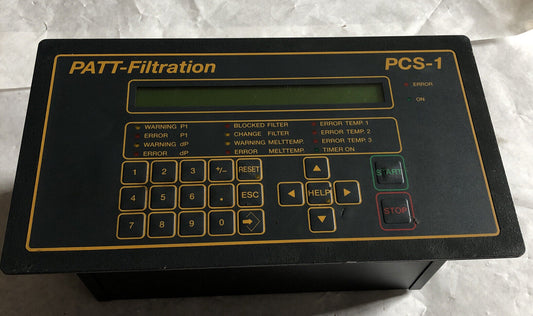 PATT-Filtration PCS-1
ERROR
ON
WARNING P1 BLOCKED FILTER ERROR TEMP. 1
ERROR P1 CHANGE FILTER ERROR TEMP. 2
WARNING dP WARNING MELTTEMP. ERROR TEMP. 3
ERROR dP ERROR MELTTEMP. TIMER ON
1 2 3 +/– RESET START
4 5 6 . ESC HELP STOP
7 8 9 0